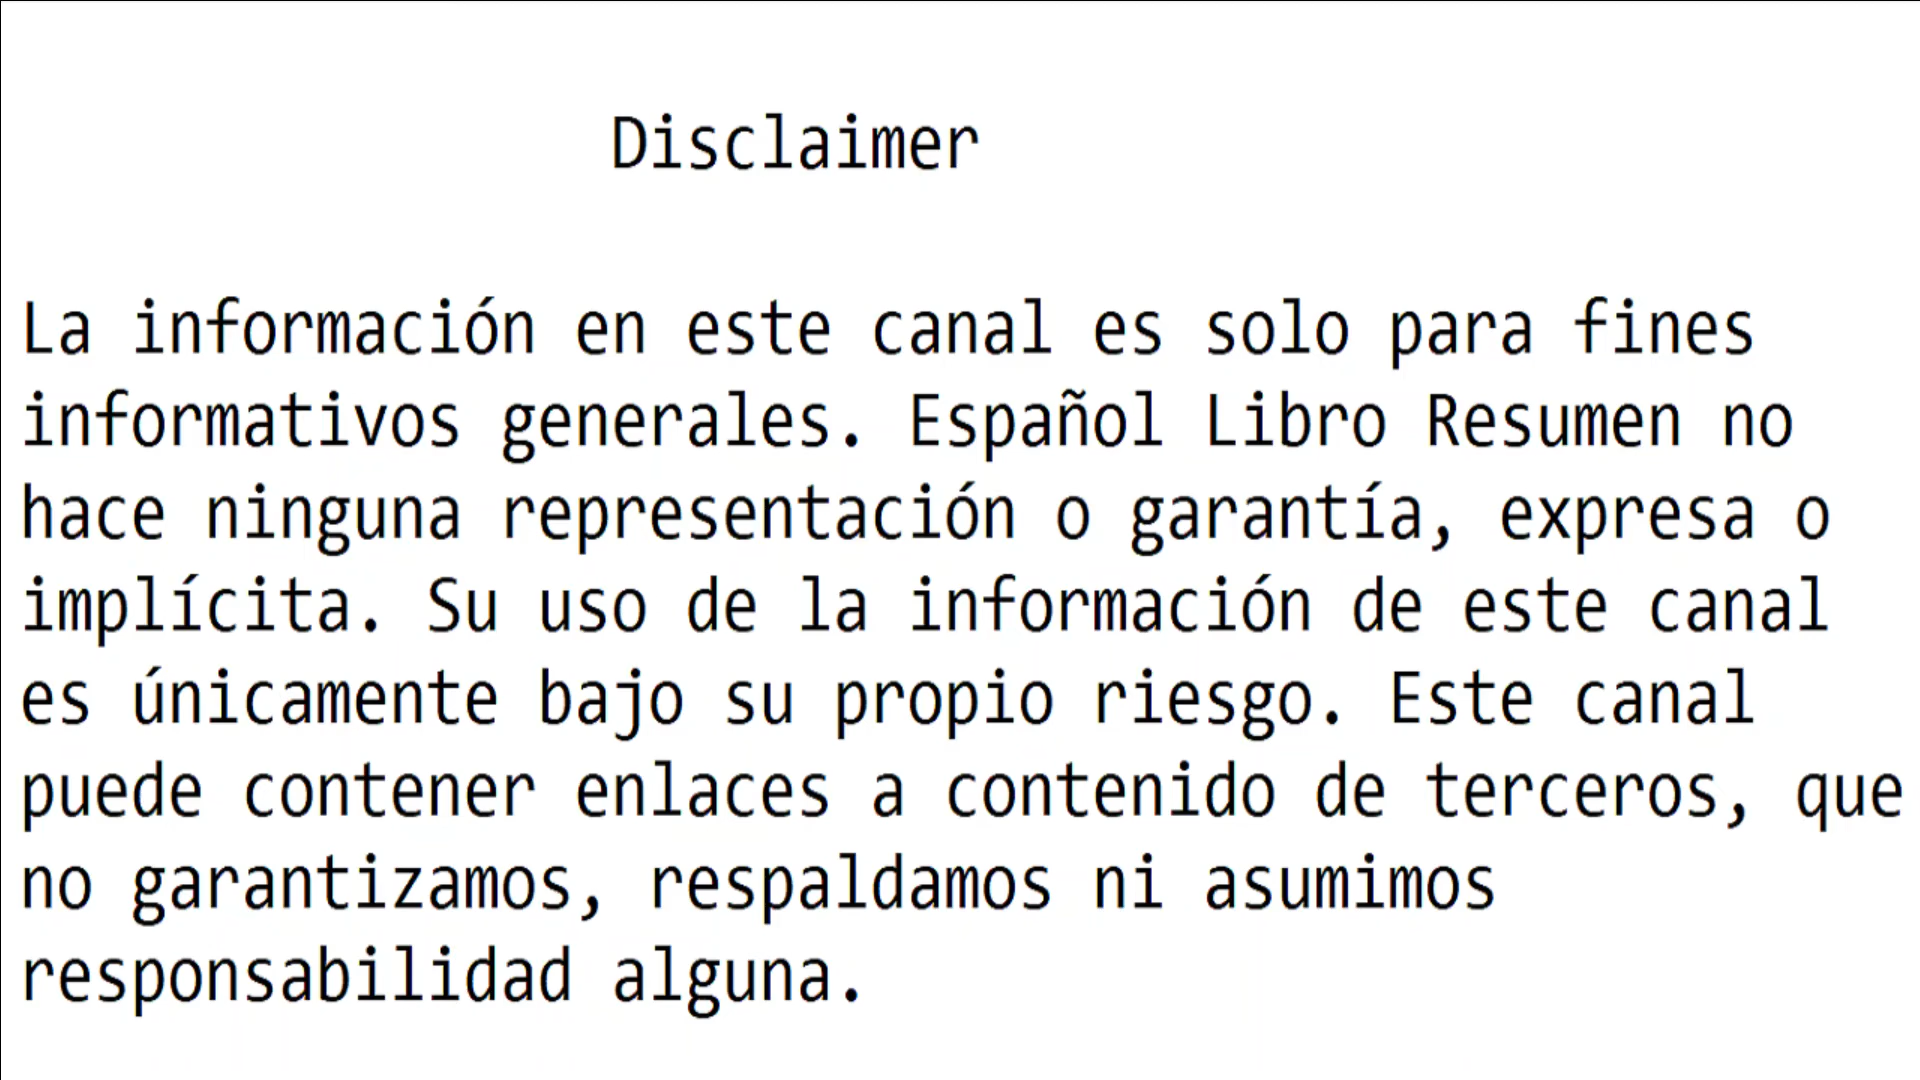 Disclaimer
La información en este canal es solo para fines
informativos generales. Español Libro Resumen no
hace ninguna representación o garantía, expresa o
implícita. Su uso de la información de este canal
es únicamente bajo su propio riesgo. Este canal
puede contener enlaces a contenido de terceros, que
no garantizamos, respaldamos ni asumimos
responsabilidad alguna.